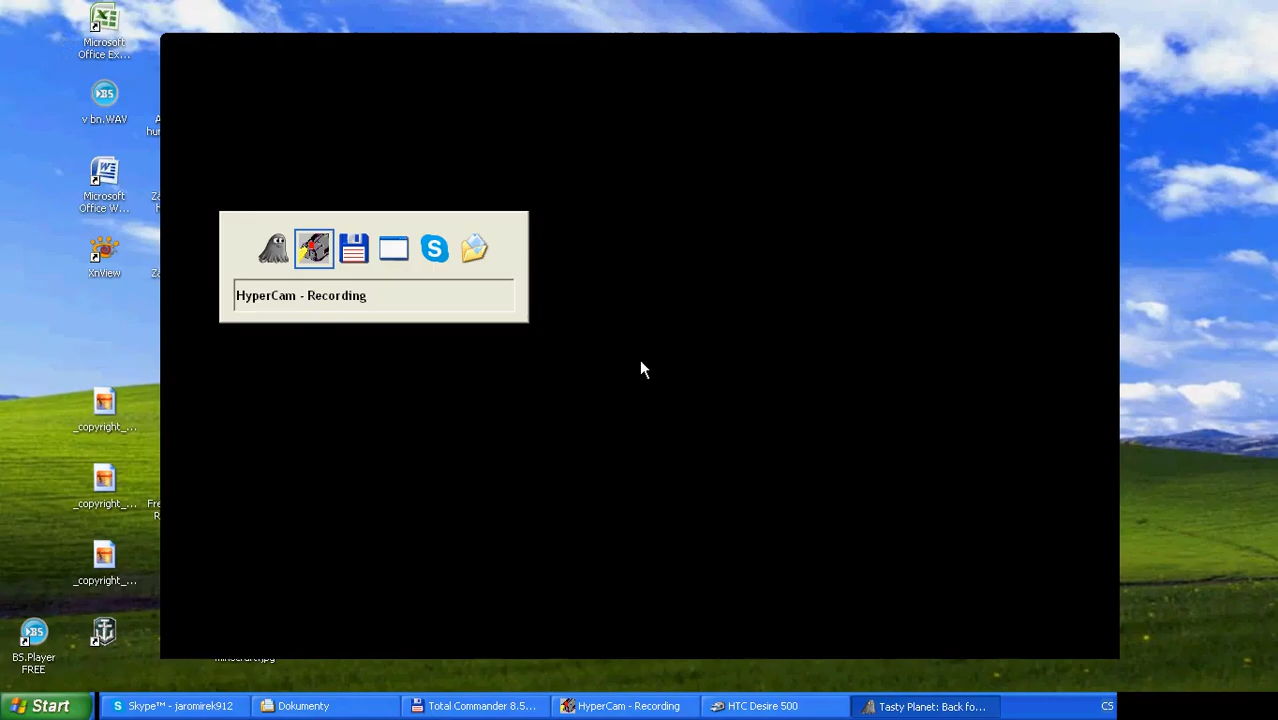 Microsoft
Office Ex...
v bn.WAV
Microsoft
Office W...
XnView
HyperCam - Recording
_copyright_...
_copyright_...
_copyright_...
BS.Player
FREE
minecraft.jpg
Start
Skype™ - jaromirek912
Dokumenty
Total Commander 8.5...
HyperCam - Recording
HTC Desire 500
Tasty Planet: Back fo...
CS